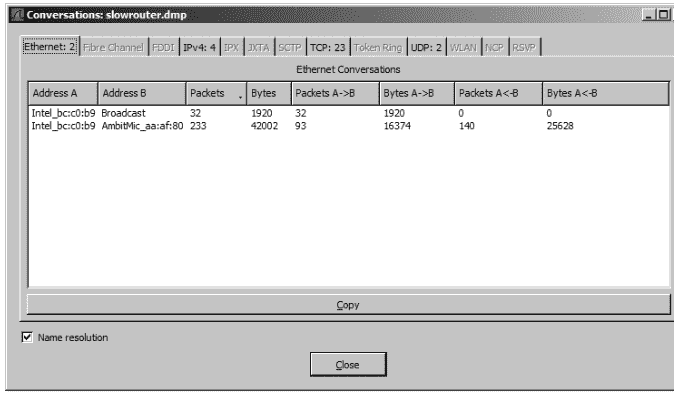 Conversations: slowrouter.dmp
Ethernet: 2 Fibre Channel FDDI IPv4: 4 IPX JXTA SCTP TCP: 23 Token Ring UDP: 2 WLAN NCP RSVP
Ethernet Conversations
Address A Address B Packets Bytes Packets A->B Bytes A->B Packets A<-B Bytes A<-B
Intel_bc:c0:b9 Broadcast 32 1920 32 1920 0 0
Intel_bc:c0:b9 AmbitMic_aa:af:80 233 42002 93 16374 140 25628
Copy
Name resolution
Close